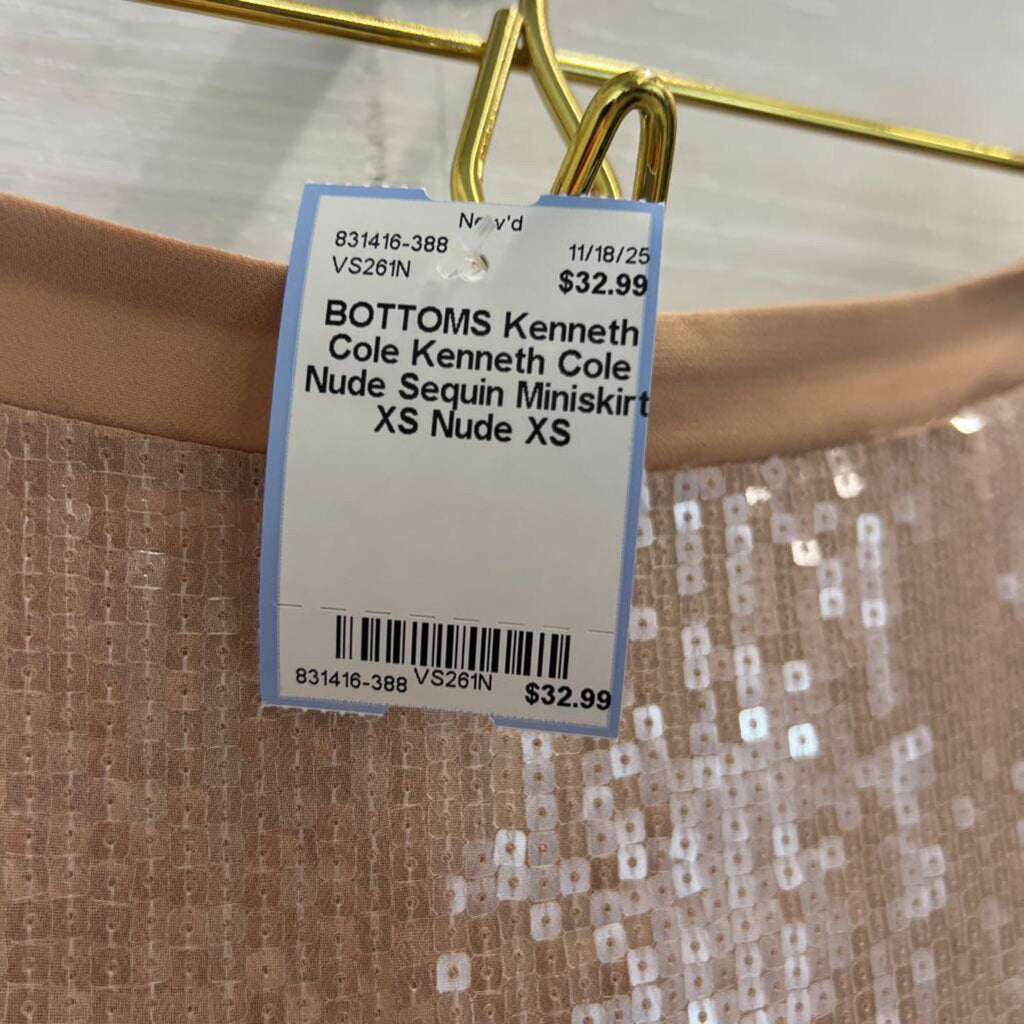 New'd
831416-388 11/18/25
VS261N $32.99
BOTTOMS Kenneth
Cole Kenneth Cole
Nude Sequin Miniskirt
XS Nude XS
831416-388 VS261N $32.99